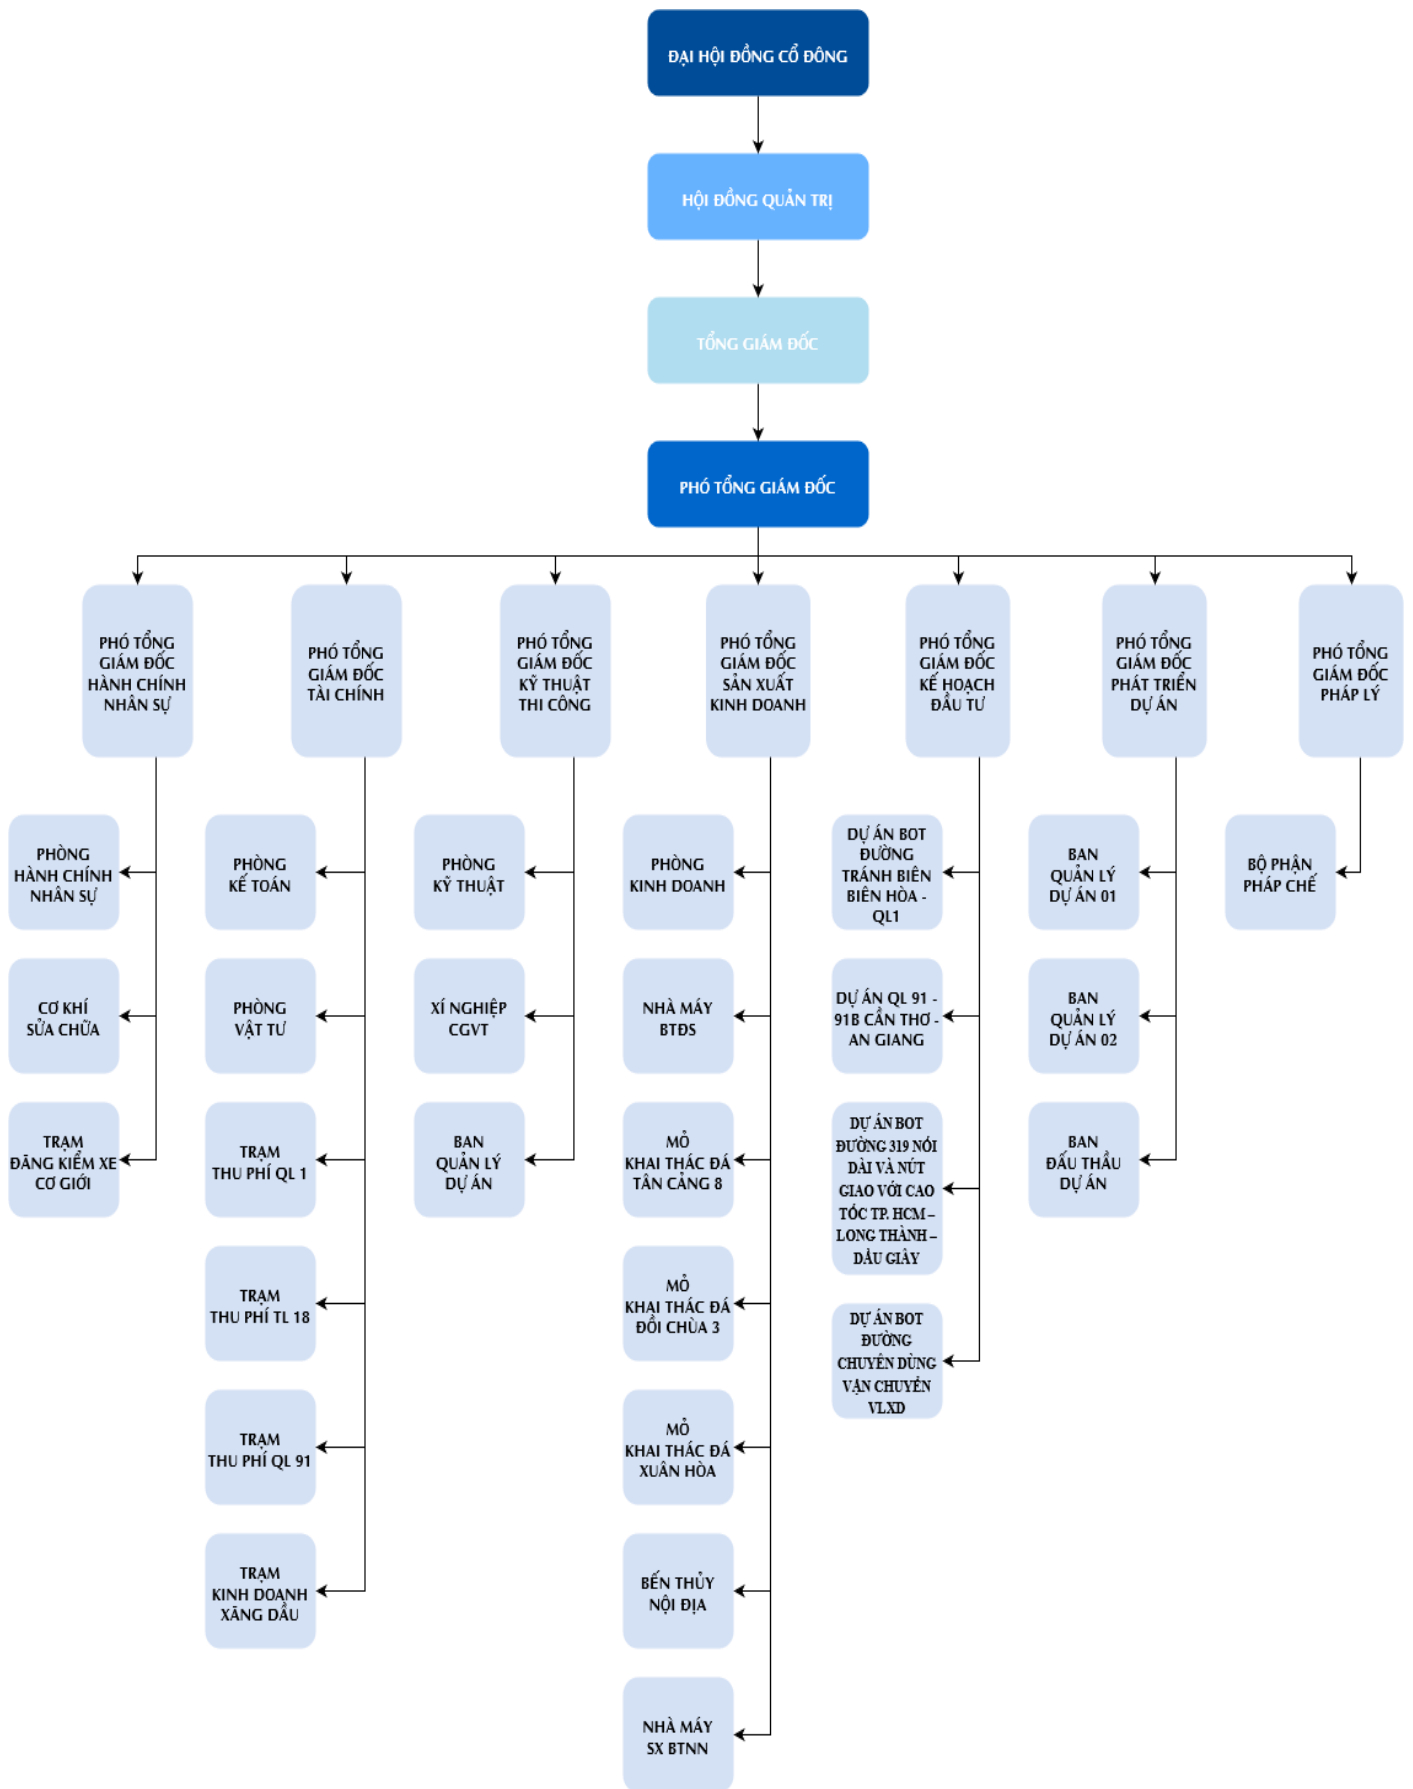 ĐẠI HỘI ĐỒNG CỔ ĐÔNG
HỘI ĐỒNG QUẢN TRỊ
TỔNG GIÁM ĐỐC
PHÓ TỔNG GIÁM ĐỐC
PHÓ TỔNG
GIÁM ĐỐC
HÀNH CHÍNH
NHÂN SỰ
PHÓ TỔNG
GIÁM ĐỐC
TÀI CHÍNH
PHÓ TỔNG
GIÁM ĐỐC
KỸ THUẬT
THI CÔNG
PHÓ TỔNG
GIÁM ĐỐC
SẢN XUẤT
KINH DOANH
PHÓ TỔNG
GIÁM ĐỐC
KẾ HOẠCH
ĐẦU TƯ
PHÓ TỔNG
GIÁM ĐỐC
PHÁT TRIỂN
DỰ ÁN
PHÓ TỔNG
GIÁM ĐỐC
PHÁP LÝ
PHÒNG
HÀNH CHÍNH
NHÂN SỰ
CƠ KHÍ
SỬA CHỮA
TRẠM
ĐĂNG KIỂM XE
CƠ GIỚI
PHÒNG
KẾ TOÁN
PHÒNG
VẬT TƯ
TRẠM
THU PHÍ QL 1
TRẠM
THU PHÍ TL 18
TRẠM
THU PHÍ QL 91
TRẠM
KINH DOANH
XĂNG DẦU
PHÒNG
KỸ THUẬT
XÍ NGHIỆP
CGVT
BAN
QUẢN LÝ
DỰ ÁN
PHÒNG
KINH DOANH
NHÀ MÁY
BTĐS
MỎ
KHAI THÁC ĐÁ
TÂN CẢNG 8
MỎ
KHAI THÁC ĐÁ
ĐỒI CHÙA 3
MỎ
KHAI THÁC ĐÁ
XUÂN HÒA
BẾN THỦY
NỘI ĐỊA
NHÀ MÁY
SX BTNN
DỰ ÁN BOT
ĐƯỜNG
TRÁNH BIÊN
BIÊN HÒA -
QL1
DỰ ÁN QL 91 -
91B CẦN THƠ -
AN GIANG
DỰ ÁN BOT
ĐƯỜNG 319 NỐI
DÀI VÀ NÚT
GIAO VỚI CAO
TỐC TP. HCM –
LONG THÀNH –
DẦU GIÂY
DỰ ÁN BOT
ĐƯỜNG
CHUYÊN DÙNG
VẬN CHUYỂN
VLXD
BAN
QUẢN LÝ
DỰ ÁN 01
BAN
QUẢN LÝ
DỰ ÁN 02
BAN
ĐẤU THẦU
DỰ ÁN
BỘ PHẬN
PHÁP CHẾ